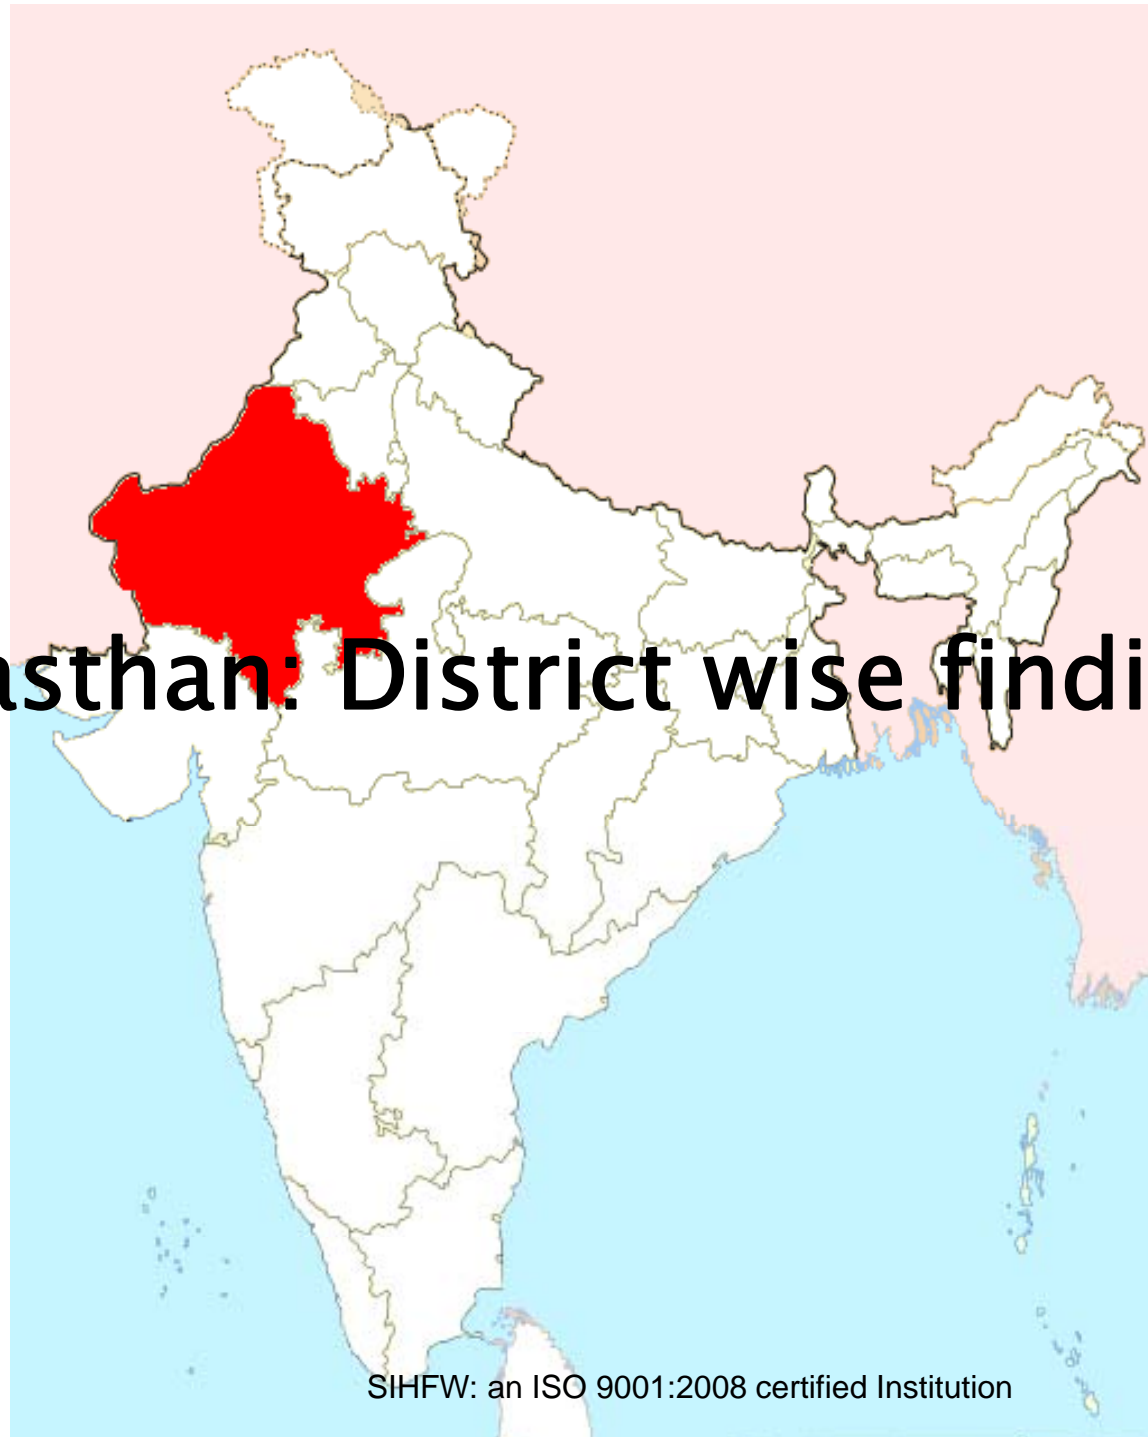 asthan: District wise findi
SIHFW: an ISO 9001:2008 certified Institution